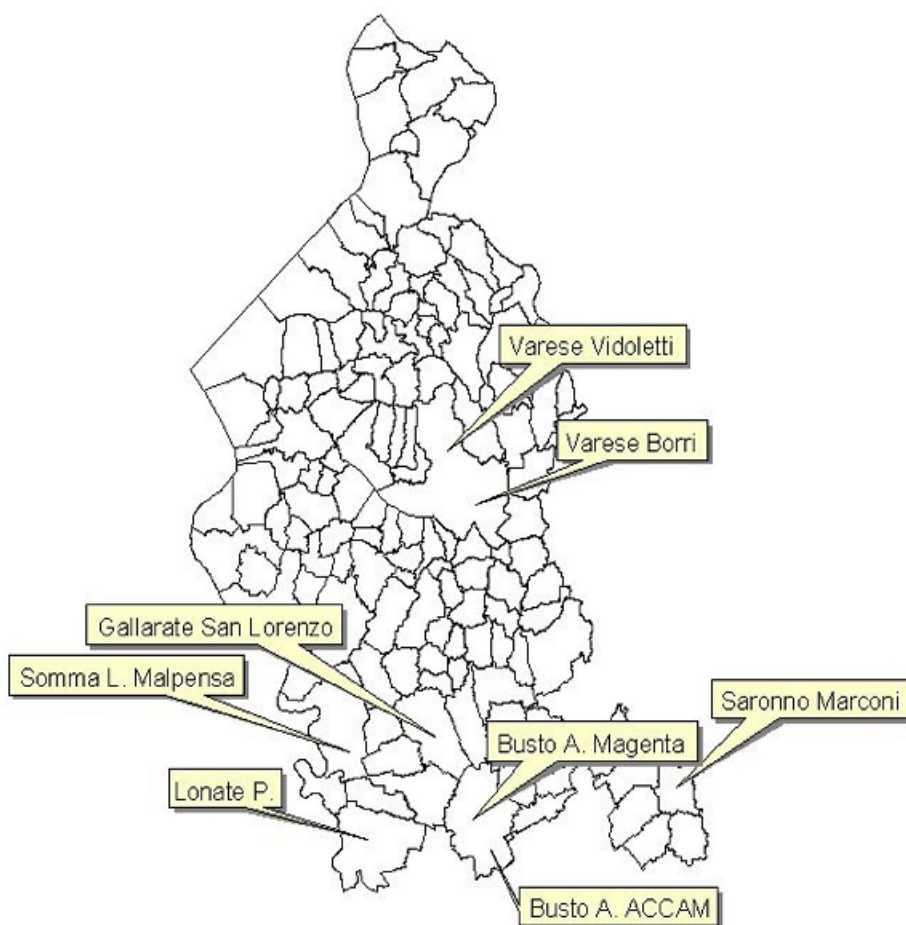 Varese Vidoletti
Varese Borri
Gallarate San Lorenzo
Somma L. Malpensa
Saronno Marconi
Busto A. Magenta
Lonate P.
Busto A. ACCAM